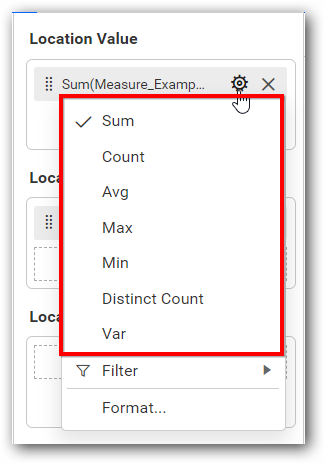 Location Value
Sum(Measure_Examp...
Sum
Count
Loca
Avg
Max
Min
Distinct Count
Loca
Var
Filter
Format...